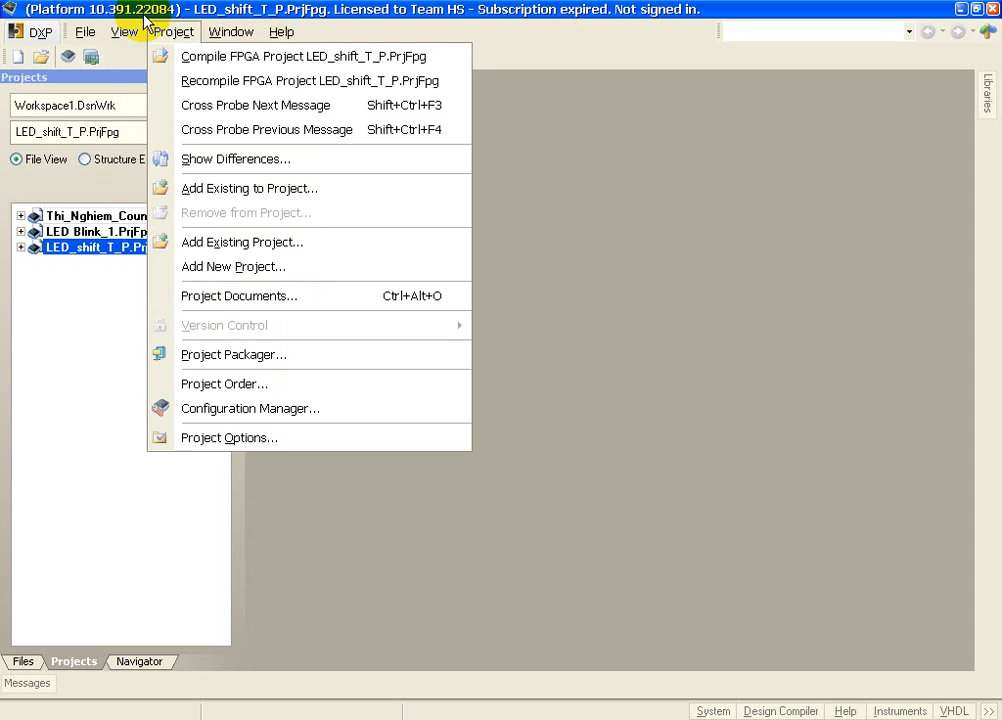 (Platform 10.391.22084) - LED_shift_T_P.PrjFpg. Licensed to Team HS - Subscription expired. Not signed in.
DXP File View Project Window Help
Projects
Workspace1.DsnWrk
LED_shift_T_P.PrjFpg
File View Structure E
Thi_Nghiem_Coun
LED Blink_1.PrjFp
LED_shift_T_P.Prj
Compile FPGA Project LED_shift_T_P.PrjFpg
Recompile FPGA Project LED_shift_T_P.PrjFpg
Cross Probe Next Message Shift+Ctrl+F3
Cross Probe Previous Message Shift+Ctrl+F4
Show Differences...
Add Existing to Project...
Remove from Project...
Add Existing Project...
Add New Project...
Project Documents... Ctrl+Alt+O
Version Control
Project Packager...
Project Order...
Configuration Manager...
Project Options...
Libraries
Files Projects Navigator
Messages
System Design Compiler Help Instruments VHDL >>